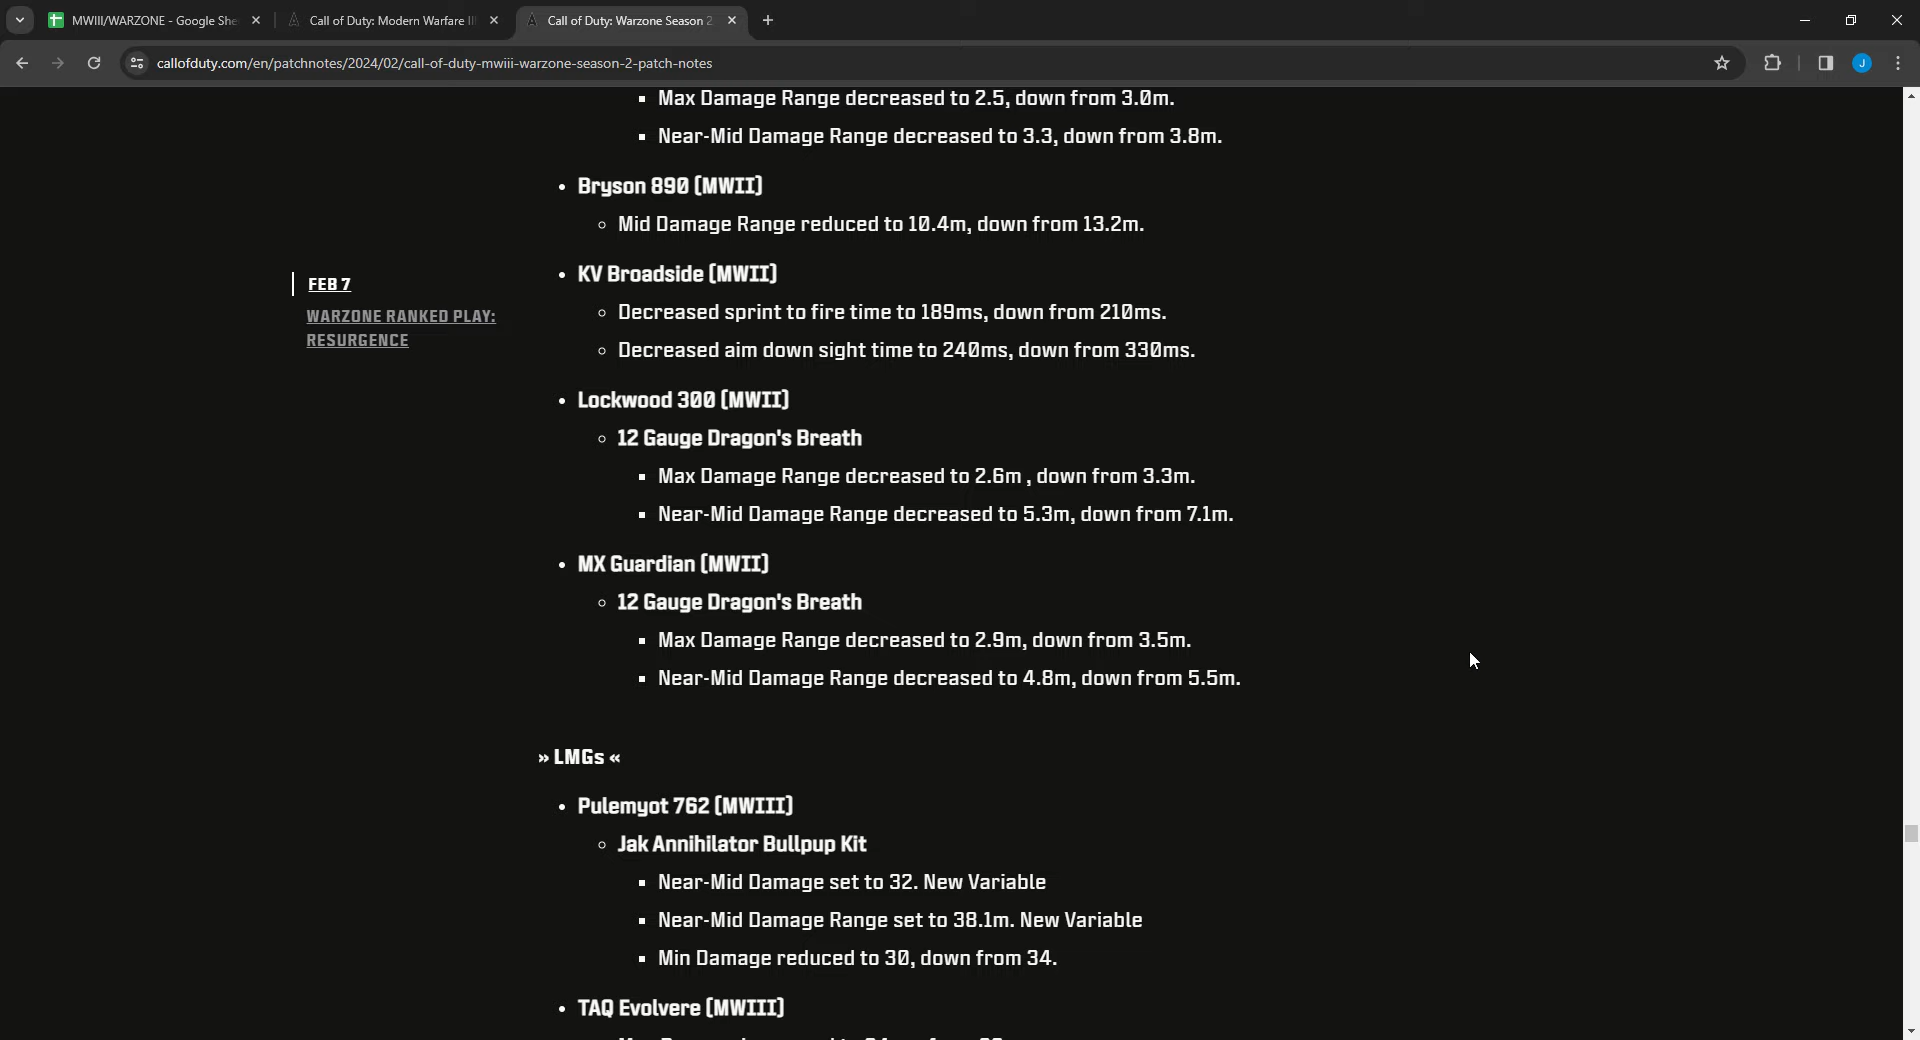 MWIII/WARZONE - Google She
Call of Duty: Modern Warfare III
Call of Duty: Warzone Season 2
callofduty.com/en/patchnotes/2024/02/call-of-duty-mwiii-warzone-season-2-patch-notes
J
FEB 7
WARZONE RANKED PLAY:
RESURGENCE
▪ Max Damage Range decreased to 2.5, down from 3.0m.
▪ Near-Mid Damage Range decreased to 3.3, down from 3.8m.
• Bryson 890 (MWII)
◦ Mid Damage Range reduced to 10.4m, down from 13.2m.
• KV Broadside (MWII)
◦ Decreased sprint to fire time to 189ms, down from 210ms.
◦ Decreased aim down sight time to 240ms, down from 330ms.
• Lockwood 300 (MWII)
◦ 12 Gauge Dragon's Breath
▪ Max Damage Range decreased to 2.6m , down from 3.3m.
▪ Near-Mid Damage Range decreased to 5.3m, down from 7.1m.
• MX Guardian (MWII)
◦ 12 Gauge Dragon's Breath
▪ Max Damage Range decreased to 2.9m, down from 3.5m.
▪ Near-Mid Damage Range decreased to 4.8m, down from 5.5m.
» LMGs «
• Pulemyot 762 (MWIII)
◦ Jak Annihilator Bullpup Kit
▪ Near-Mid Damage set to 32. New Variable
▪ Near-Mid Damage Range set to 38.1m. New Variable
▪ Min Damage reduced to 30, down from 34.
• TAQ Evolvere (MWIII)